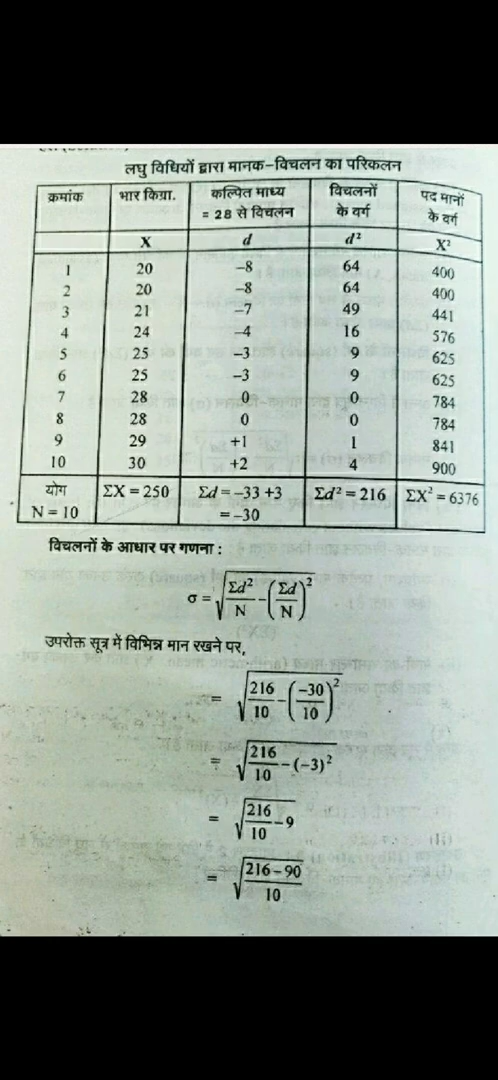 लघु विधियों द्वारा मानक-विचलन का परिकलन
क्रमांक भार किग्रा. कल्पित माध्य = 28 से विचलन विचलनों के वर्ग पद मानों के वर्ग
X d d² X²
1 20 –8 64 400
2 20 –8 64 400
3 21 –7 49 441
4 24 –4 16 576
5 25 –3 9 625
6 25 –3 9 625
7 28 0 0 784
8 28 0 0 784
9 29 +1 1 841
10 30 +2 4 900
योग ΣX = 250 Σd = –33 +3 Σd² = 216 ΣX² = 6376
N = 10 = –30
विचलनों के आधार पर गणना :
σ = √(Σd²/N – (Σd/N)²)
उपरोक्त सूत्र में विभिन्न मान रखने पर,
= √(216/10 – (–30/10)²)
= √(216/10 – (–3)²)
= √(216/10 – 9)
= √((216 – 90)/10)